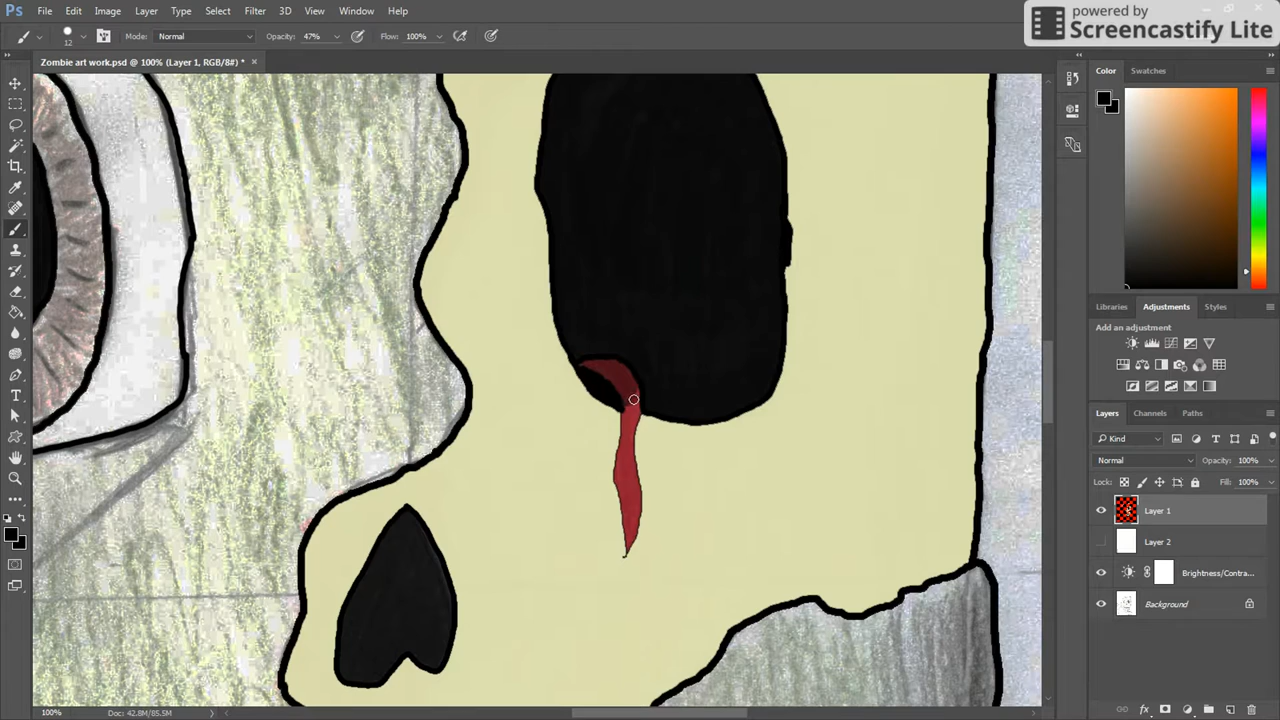 Ps File Edit Image Layer Type Select Filter 3D View Window Help
powered by
Screencastify Lite
12 Mode: Normal Opacity: 47% Flow: 100%
Zombie art work.psd @ 100% (Layer 1, RGB/8#) * ×
Color Swatches
Libraries Adjustments Styles
Add an adjustment
Layers Channels Paths
Kind
Normal Opacity: 100%
Lock: Fill: 100%
Layer 1
Layer 2
Brightness/Contra...
Background
T
fx
100% Doc: 42.8M/85.5M